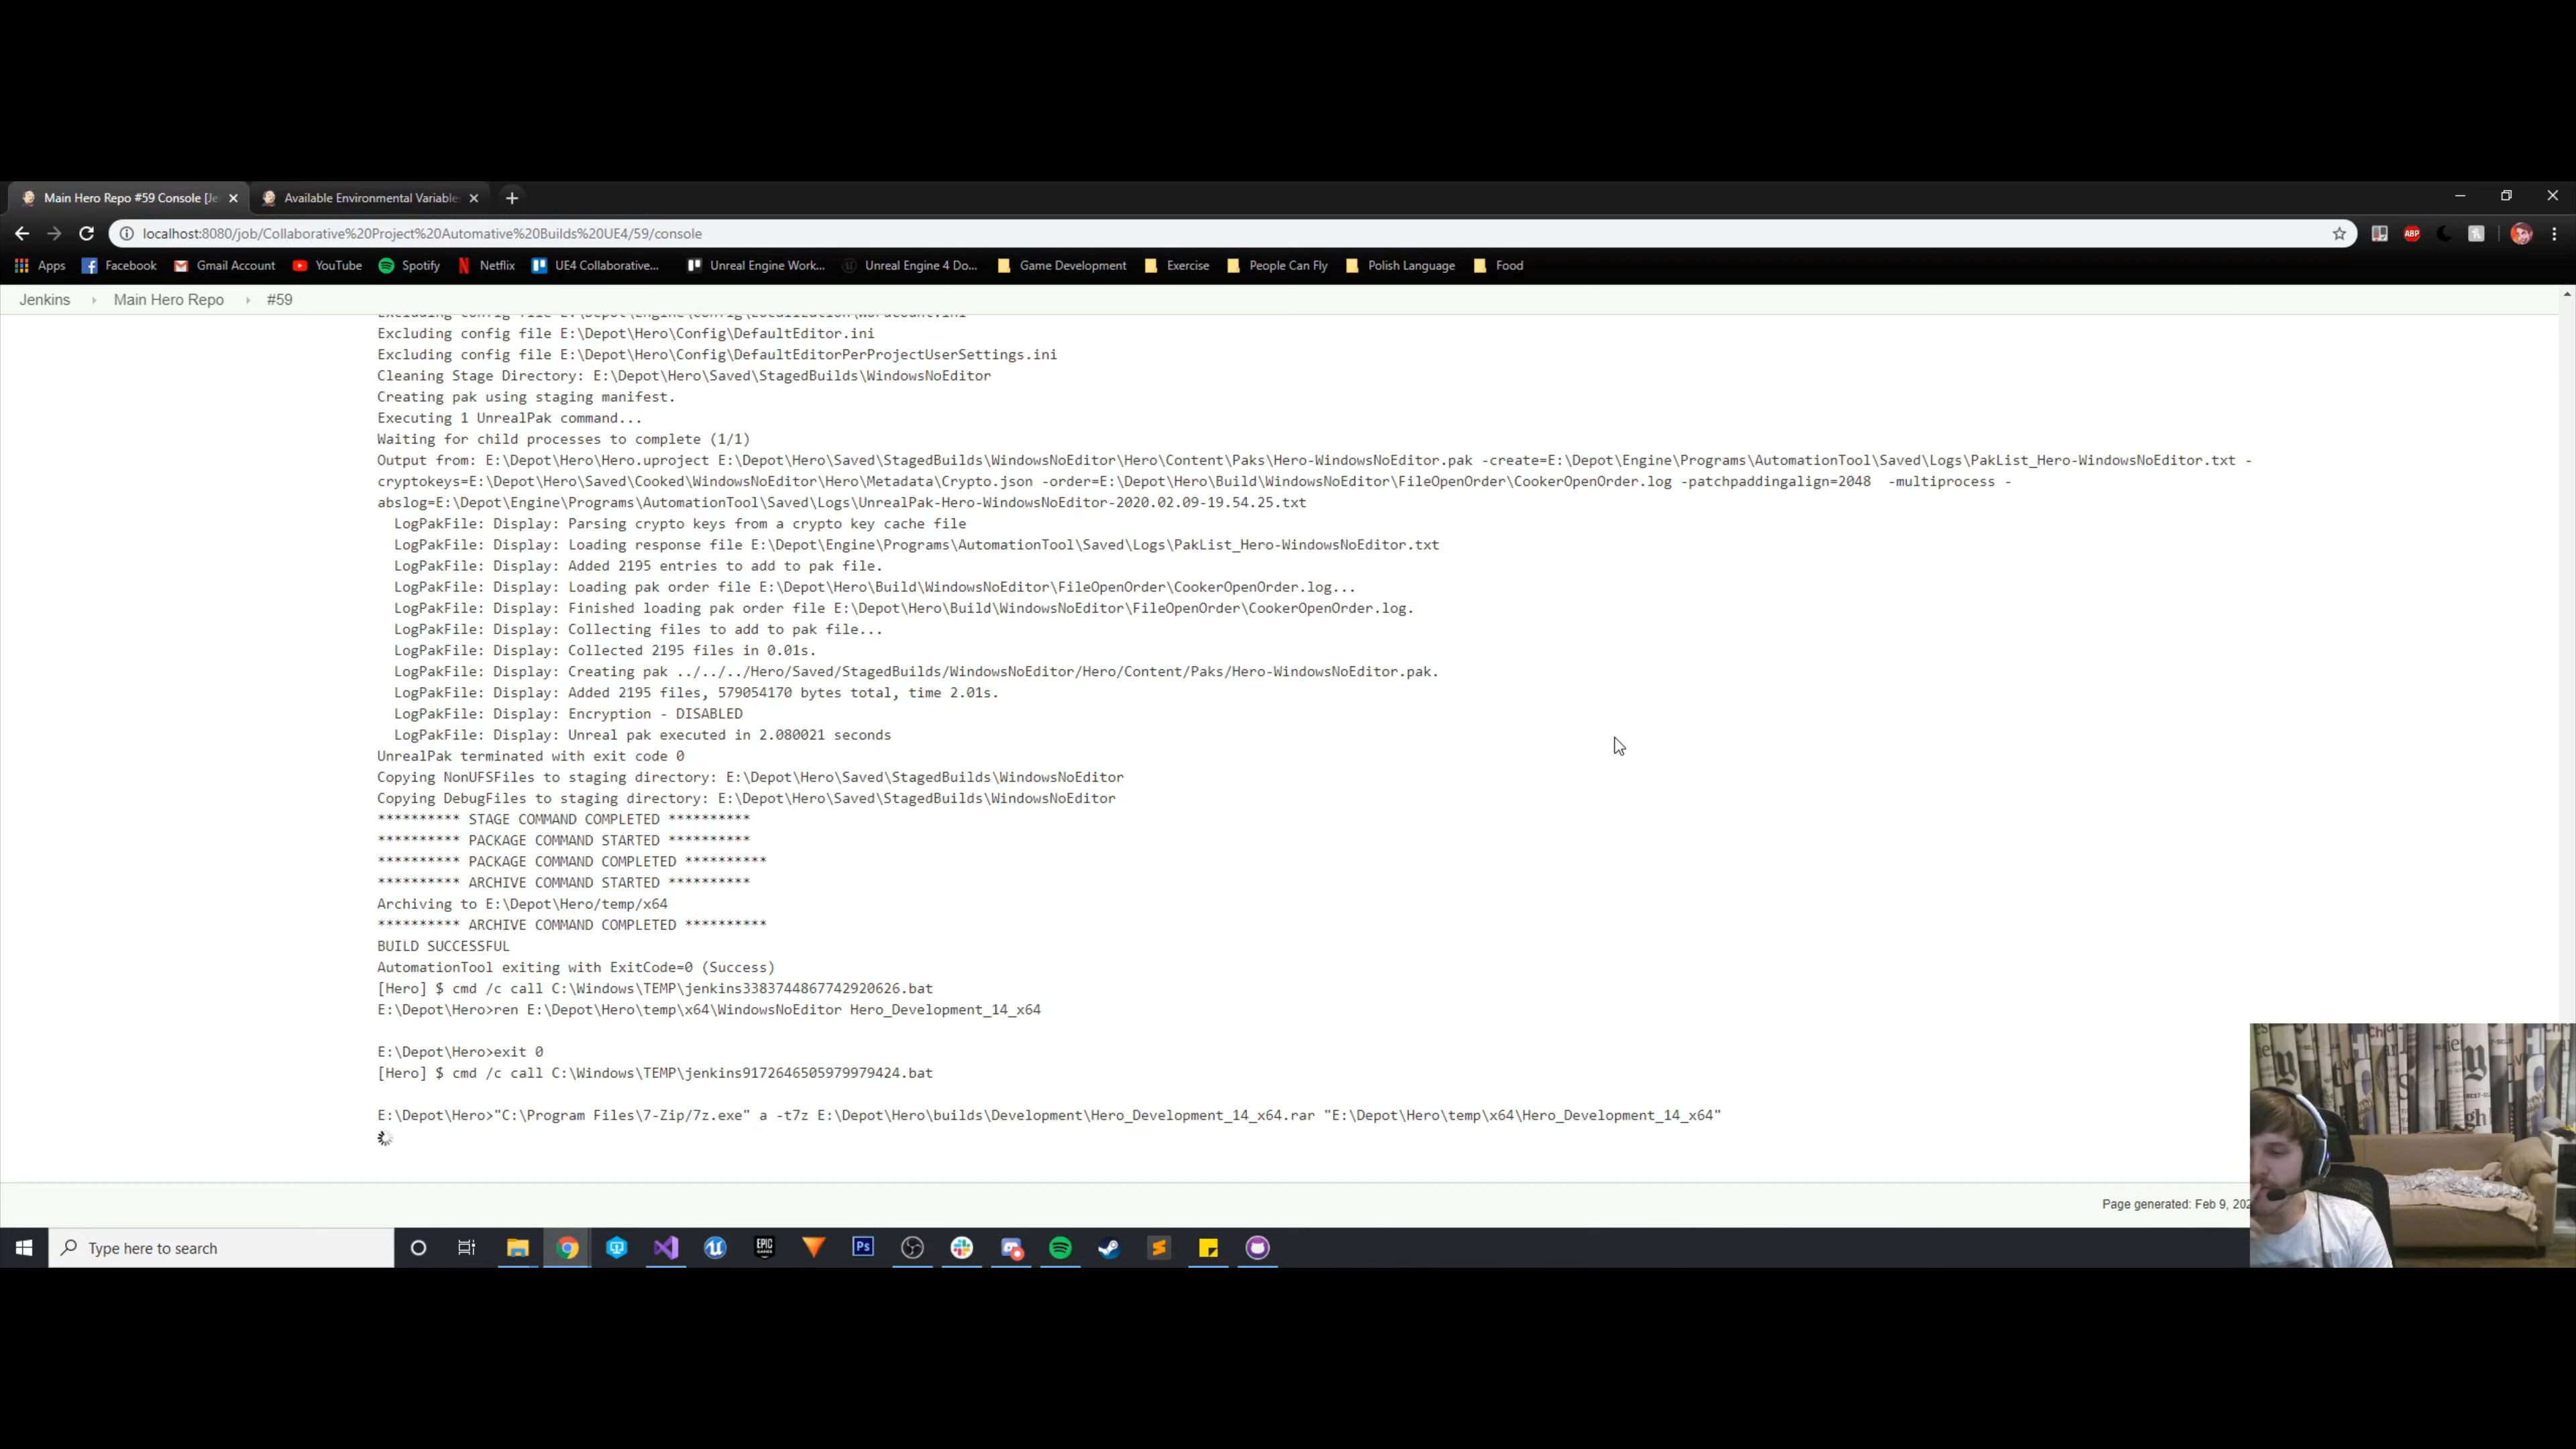 Main Hero Repo #59 Console [Je
Available Environmental Variable
localhost:8080/job/Collaborative%20Project%20Automative%20Builds%20UE4/59/console
ABP
Apps
Facebook
Gmail Account
YouTube
Spotify
Netflix
UE4 Collaborative...
Unreal Engine Work...
Unreal Engine 4 Do...
Game Development
Exercise
People Can Fly
Polish Language
Food
Jenkins
Main Hero Repo
#59
Excluding config file E:\Depot\Engine\Config\Localization\WordCount.ini
Excluding config file E:\Depot\Hero\Config\DefaultEditor.ini
Excluding config file E:\Depot\Hero\Config\DefaultEditorPerProjectUserSettings.ini
Cleaning Stage Directory: E:\Depot\Hero\Saved\StagedBuilds\WindowsNoEditor
Creating pak using staging manifest.
Executing 1 UnrealPak command...
Waiting for child processes to complete (1/1)
Output from: E:\Depot\Hero\Hero.uproject E:\Depot\Hero\Saved\StagedBuilds\WindowsNoEditor\Hero\Content\Paks\Hero-WindowsNoEditor.pak -create=E:\Depot\Engine\Programs\AutomationTool\Saved\Logs\PakList_Hero-WindowsNoEditor.txt -
cryptokeys=E:\Depot\Hero\Saved\Cooked\WindowsNoEditor\Hero\Metadata\Crypto.json -order=E:\Depot\Hero\Build\WindowsNoEditor\FileOpenOrder\CookerOpenOrder.log -patchpaddingalign=2048  -multiprocess -
abslog=E:\Depot\Engine\Programs\AutomationTool\Saved\Logs\UnrealPak-Hero-WindowsNoEditor-2020.02.09-19.54.25.txt
LogPakFile: Display: Parsing crypto keys from a crypto key cache file
LogPakFile: Display: Loading response file E:\Depot\Engine\Programs\AutomationTool\Saved\Logs\PakList_Hero-WindowsNoEditor.txt
LogPakFile: Display: Added 2195 entries to add to pak file.
LogPakFile: Display: Loading pak order file E:\Depot\Hero\Build\WindowsNoEditor\FileOpenOrder\CookerOpenOrder.log...
LogPakFile: Display: Finished loading pak order file E:\Depot\Hero\Build\WindowsNoEditor\FileOpenOrder\CookerOpenOrder.log.
LogPakFile: Display: Collecting files to add to pak file...
LogPakFile: Display: Collected 2195 files in 0.01s.
LogPakFile: Display: Creating pak ../../../Hero/Saved/StagedBuilds/WindowsNoEditor/Hero/Content/Paks/Hero-WindowsNoEditor.pak.
LogPakFile: Display: Added 2195 files, 579054170 bytes total, time 2.01s.
LogPakFile: Display: Encryption - DISABLED
LogPakFile: Display: Unreal pak executed in 2.080021 seconds
UnrealPak terminated with exit code 0
Copying NonUFSFiles to staging directory: E:\Depot\Hero\Saved\StagedBuilds\WindowsNoEditor
Copying DebugFiles to staging directory: E:\Depot\Hero\Saved\StagedBuilds\WindowsNoEditor
********** STAGE COMMAND COMPLETED **********
********** PACKAGE COMMAND STARTED **********
********** PACKAGE COMMAND COMPLETED **********
********** ARCHIVE COMMAND STARTED **********
Archiving to E:\Depot\Hero/temp/x64
********** ARCHIVE COMMAND COMPLETED **********
BUILD SUCCESSFUL
AutomationTool exiting with ExitCode=0 (Success)
[Hero] $ cmd /c call C:\Windows\TEMP\jenkins3383744867742920626.bat
E:\Depot\Hero>ren E:\Depot\Hero\temp\x64\WindowsNoEditor Hero_Development_14_x64
E:\Depot\Hero>exit 0
[Hero] $ cmd /c call C:\Windows\TEMP\jenkins9172646505979979424.bat
E:\Depot\Hero>"C:\Program Files\7-Zip/7z.exe" a -t7z E:\Depot\Hero\builds\Development\Hero_Development_14_x64.rar "E:\Depot\Hero\temp\x64\Hero_Development_14_x64"
Page generated: Feb 9, 202
Type here to search
EPIC GAMES
Ps